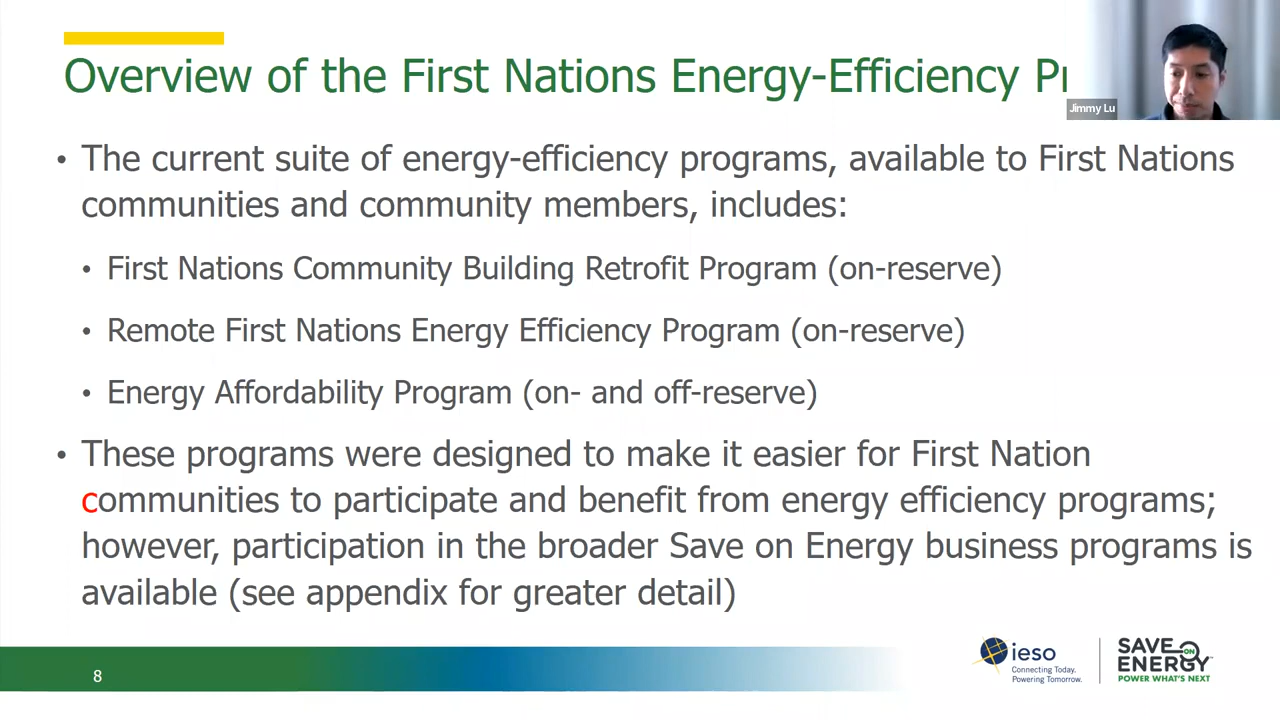 Overview of the First Nations Energy-Efficiency
Jimmy Lu
• The current suite of energy-efficiency programs, available to First Nations
communities and community members, includes:
• First Nations Community Building Retrofit Program (on-reserve)
• Remote First Nations Energy Efficiency Program (on-reserve)
• Energy Affordability Program (on- and off-reserve)
• These programs were designed to make it easier for First Nation
communities to participate and benefit from energy efficiency programs;
however, participation in the broader Save on Energy business programs is
available (see appendix for greater detail)
8
ieso
Connecting Today.
Powering Tomorrow.
SAVE ON
ENERGY™
POWER WHAT'S NEXT